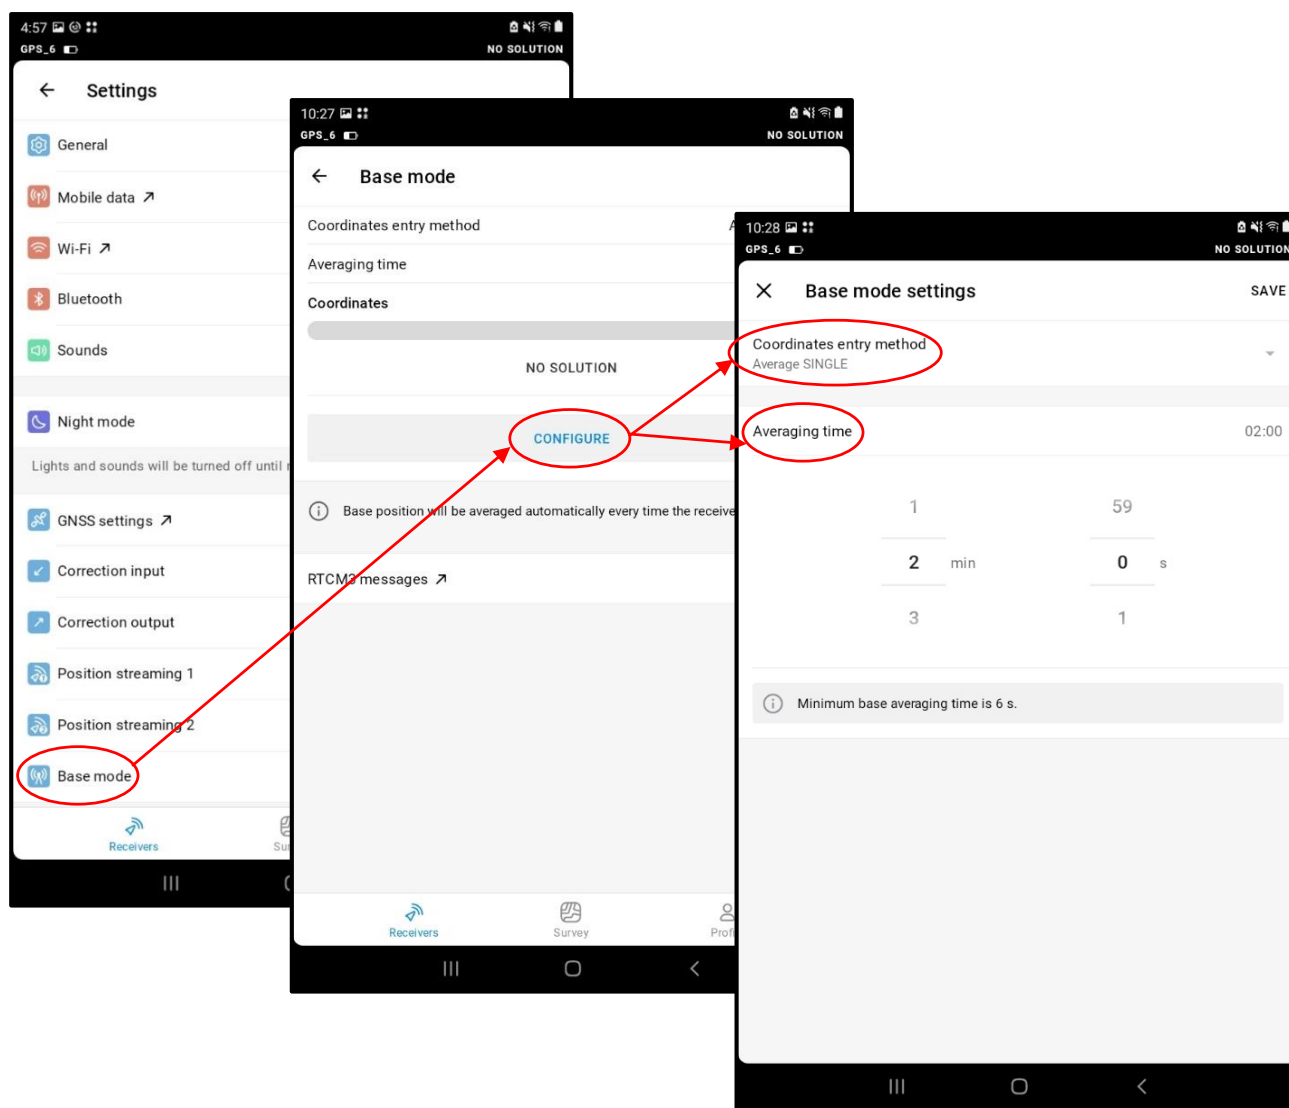 4:57
GPS_6
NO SOLUTION
Settings
General
Mobile data
Wi-Fi
Bluetooth
Sounds
Night mode
Lights and sounds will be turned off until
GNSS settings
Correction input
Correction output
Position streaming 1
Position streaming 2
Base mode
Receivers
10:27
GPS_6
NO SOLUTION
Base mode
Coordinates entry method
Averaging time
Coordinates
NO SOLUTION
CONFIGURE
Base position will be averaged automatically every time the
RTCM3 messages
Receivers
Survey
10:28
GPS_6
NO SOLUTION
Base mode settings
SAVE
Coordinates entry method
Average SINGLE
Averaging time
02:00
1 59
2 min 0 s
3 1
Minimum base averaging time is 6 s.